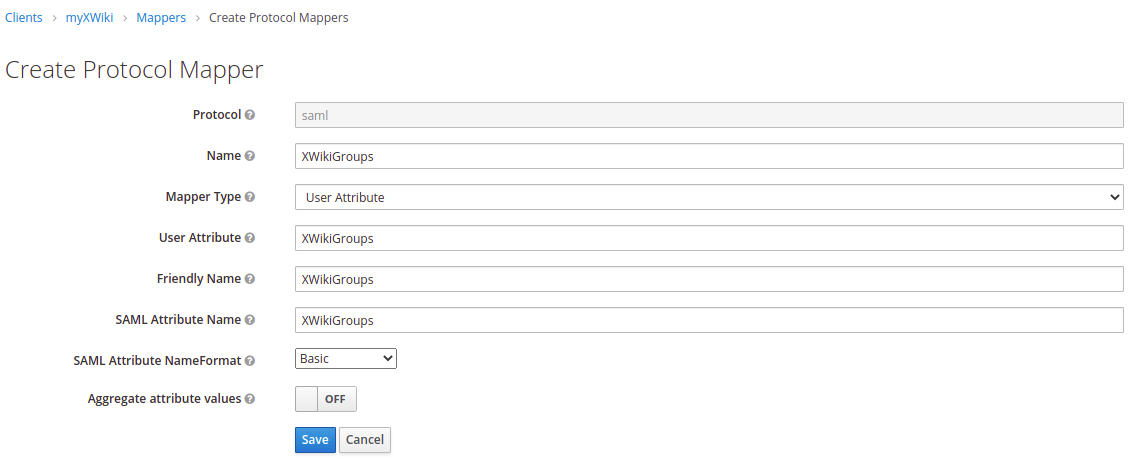 Clients › myXWiki › Mappers › Create Protocol Mappers
Create Protocol Mapper
Protocol saml
Name XWikiGroups
Mapper Type User Attribute
User Attribute XWikiGroups
Friendly Name XWikiGroups
SAML Attribute Name XWikiGroups
SAML Attribute NameFormat Basic
Aggregate attribute values OFF
Save Cancel